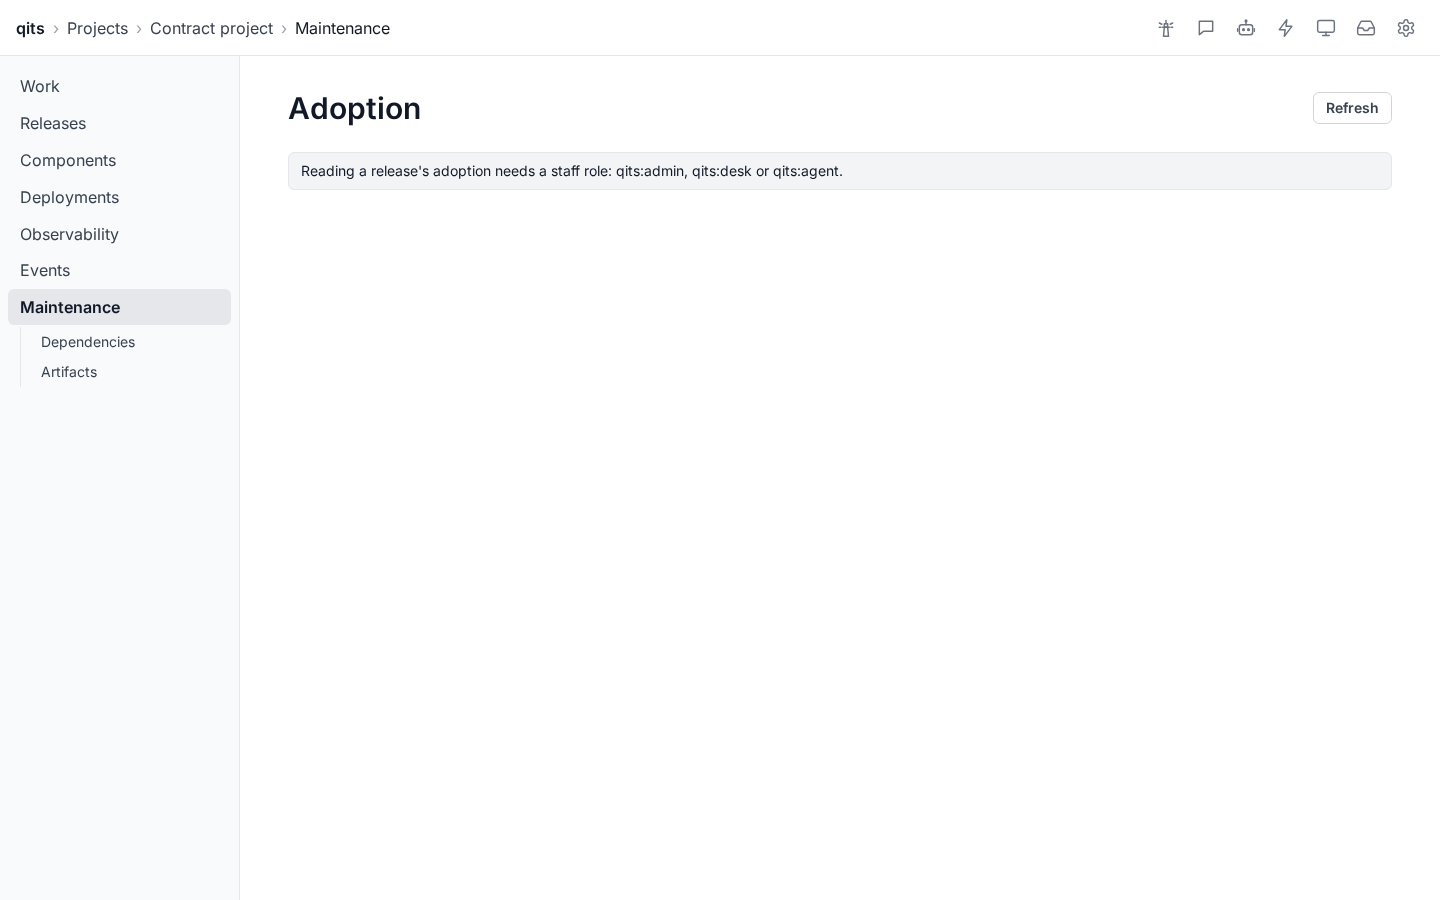 qits › Projects › Contract project › Maintenance
Work
Releases
Components
Deployments
Observability
Events
Maintenance
Dependencies
Artifacts
Adoption
Refresh
Reading a release's adoption needs a staff role: qits:admin, qits:desk or qits:agent.